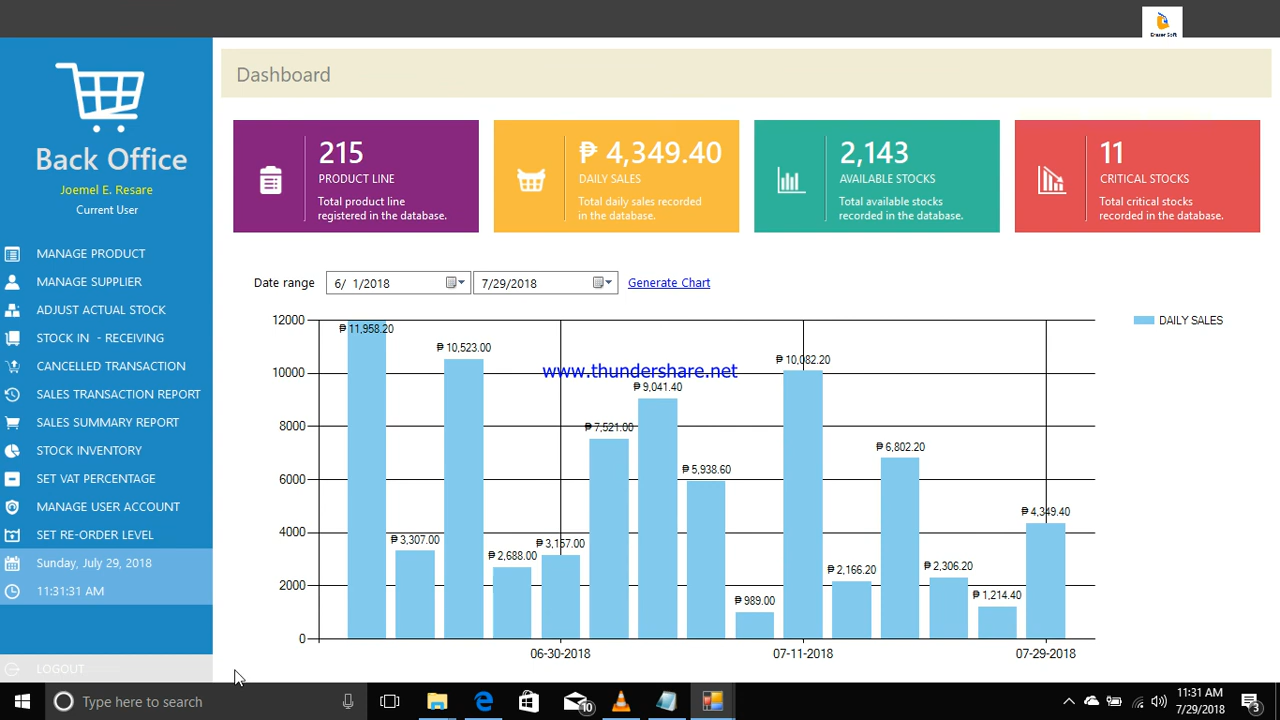 Eraser Soft
Dashboard
Back Office
Joemel E. Resare
Current User
MANAGE PRODUCT
MANAGE SUPPLIER
ADJUST ACTUAL STOCK
STOCK IN - RECEIVING
CANCELLED TRANSACTION
SALES TRANSACTION REPORT
SALES SUMMARY REPORT
STOCK INVENTORY
SET VAT PERCENTAGE
MANAGE USER ACCOUNT
SET RE-ORDER LEVEL
Sunday, July 29, 2018
11:31:31 AM
LOGOUT
215
PRODUCT LINE
Total product line
registered in the database.
₱ 4,349.40
DAILY SALES
Total daily sales recorded
in the database.
2,143
AVAILABLE STOCKS
Total available stocks
recorded in the database.
11
CRITICAL STOCKS
Total critical stocks
recorded in the database.
Date range 6/ 1/2018 7/29/2018 Generate Chart
DAILY SALES
12000
10000
8000
6000
4000
2000
0
₱ 11,958.20
₱ 3,307.00
₱ 10,523.00
₱ 2,688.00
₱ 3,157.00
₱ 7,521.00
₱ 9,041.40
₱ 5,938.60
₱ 989.00
₱ 10,082.20
₱ 2,166.20
₱ 6,802.20
₱ 2,306.20
₱ 1,214.40
₱ 4,349.40
www.thundershare.net
06-30-2018 07-11-2018 07-29-2018
Type here to search
10
11:31 AM
7/29/2018
3